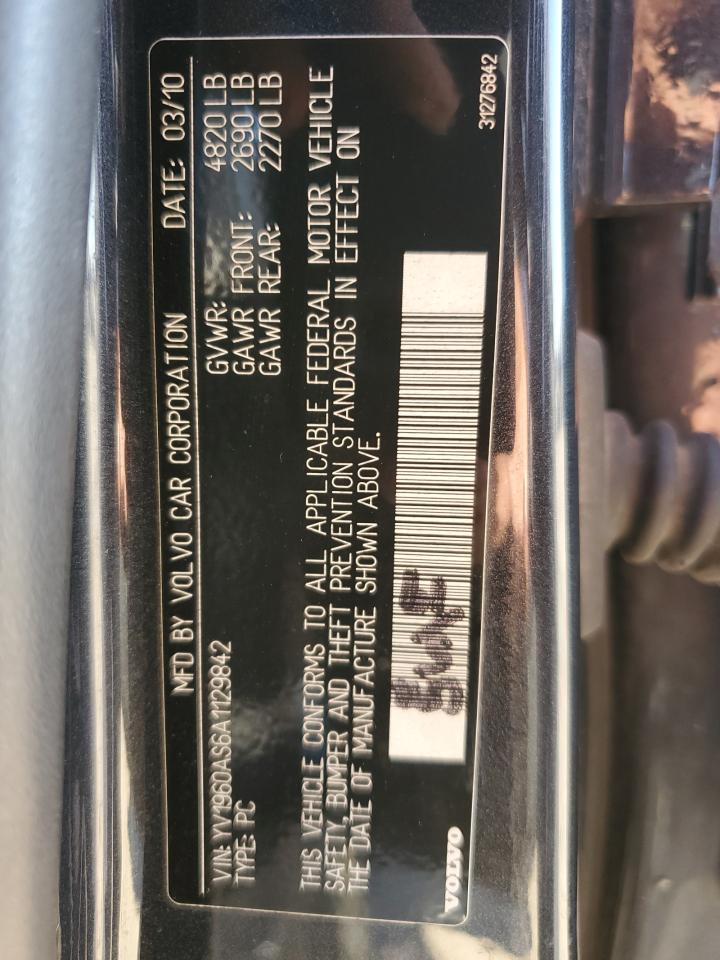 MFD BY VOLVO CAR CORPORATION DATE: 03/10
VIN: YV1960AS6A1129842 GVWR: 4820 LB
TYPE: PC GAWR FRONT: 2690 LB
GAWR REAR: 2270 LB
THIS VEHICLE CONFORMS TO ALL APPLICABLE FEDERAL MOTOR VEHICLE
SAFETY, BUMPER AND THEFT PREVENTION STANDARDS IN EFFECT ON
THE DATE OF MANUFACTURE SHOWN ABOVE.
VOLVO 31276842